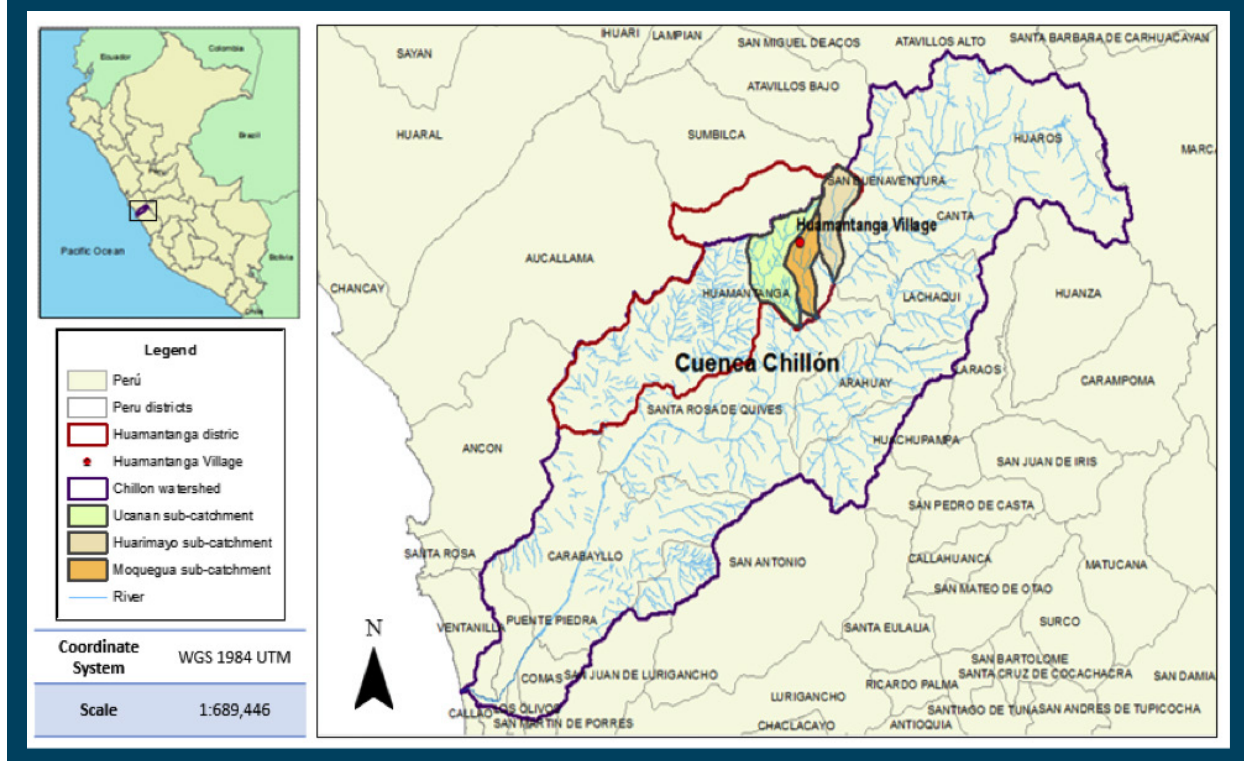 Ecuador
Colombia
Brazil
Peru
Pacific Ocean
Bolivia
Chile
Legend
Perú
Peru districts
Huamantanga distric
Huamantanga Village
Chillon watershed
Ucanan sub-catchment
Huarimayo sub-catchment
Moquegua sub-catchment
River
Coordinate System
WGS 1984 UTM
Scale
1:689,446
IHUARI
LAMPIAN
SAN MIGUEL DE ACOS
ATAVILLOS ALTO
SANTA BARBARA DE CARHUACAYAN
SAYAN
ATAVILLOS BAJO
HUARAL
SUMBILCA
HUAROS
MARCA
SAN BUENAVENTURA
CANTA
Huamantanga Village
AUCALLAMA
CHANCAY
HUAMANTANGA
LACHAQUI
HUANZA
Cuenca Chillón
ARAHUAY
LARAOS
CARAMPOMA
SANTA ROSA DE QUIVES
ANCON
HUACHUPAMPA
SAN JUAN DE IRIS
SAN PEDRO DE CASTA
SANTA ROSA
CARABAYLLO
SAN ANTONIO
CALLAHUANCA
MATUCANA
SAN MATEO DE OTAO
VENTANILLA
PUENTE PIEDRA
SANTA EULALIA
SURCO
SAN BARTOLOME
COMAS
SAN JUAN DE LURIGANCHO
SANTA CRUZ DE COCACHACRA
SAN DAMIA
RICARDO PALMA
LURIGANCHO
CALLAO
LOS OLIVOS
SAN MARTIN DE PORRES
CHACLACAYO
ANTIOQUIA
SANTIAGO DE TUNA
SAN ANDRES DE TUPICOCHA
N